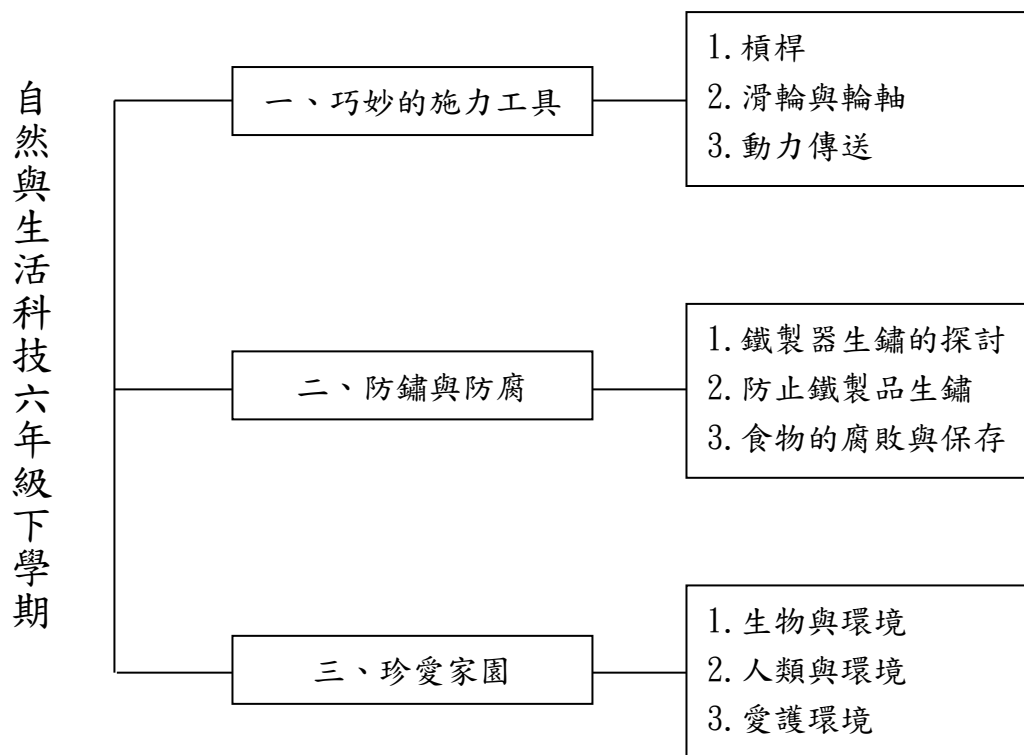 自然與生活科技六年級下學期
一、巧妙的施力工具
1.槓桿
2.滑輪與輪軸
3.動力傳送
二、防鏽與防腐
1.鐵製器生鏽的探討
2.防止鐵製品生鏽
3.食物的腐敗與保存
三、珍愛家園
1.生物與環境
2.人類與環境
3.愛護環境